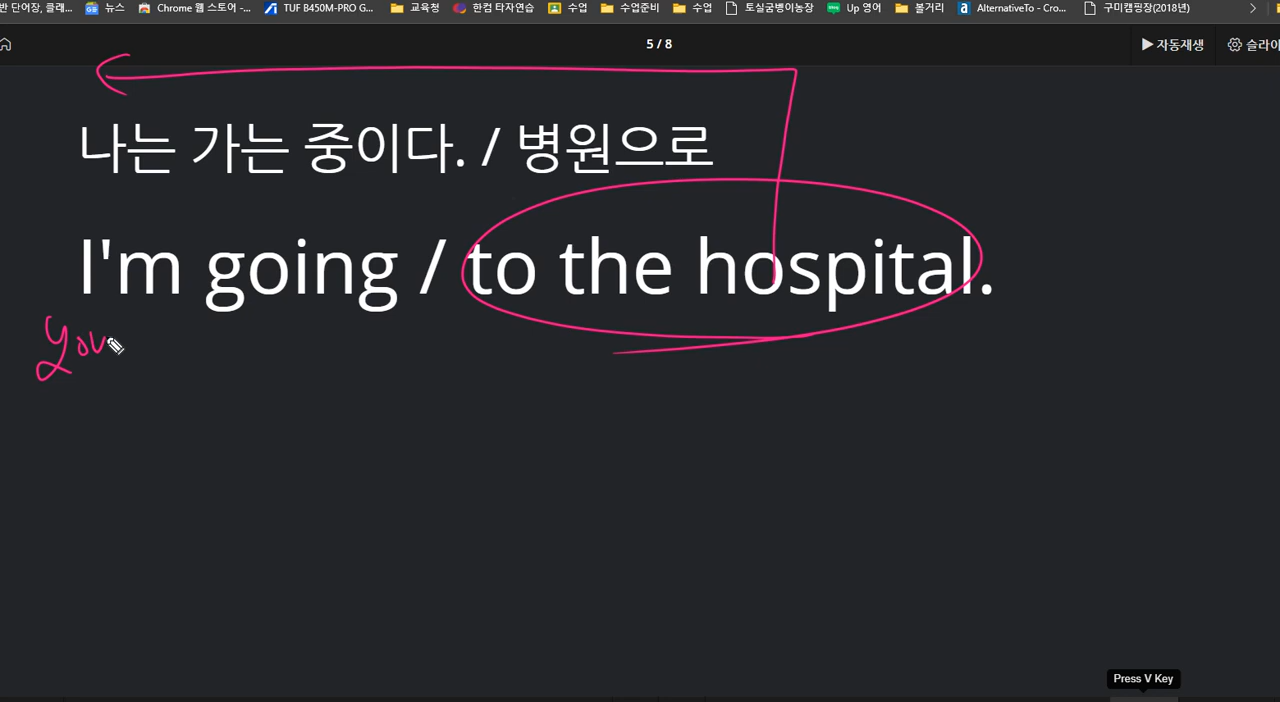 반 단어장, 클래... 뉴스 Chrome 웹 스토어 -... TUF B450M-PRO G... 교육청 한컴 타자연습 수업 수업준비 수업 토실굼벵이농장 Up 영어 볼거리 AlternativeTo - Cro... 구미캠핑장(2018년)
5 / 8 자동재생 슬라이
나는 가는 중이다. / 병원으로
I'm going / to the hospital.
You
Press V Key